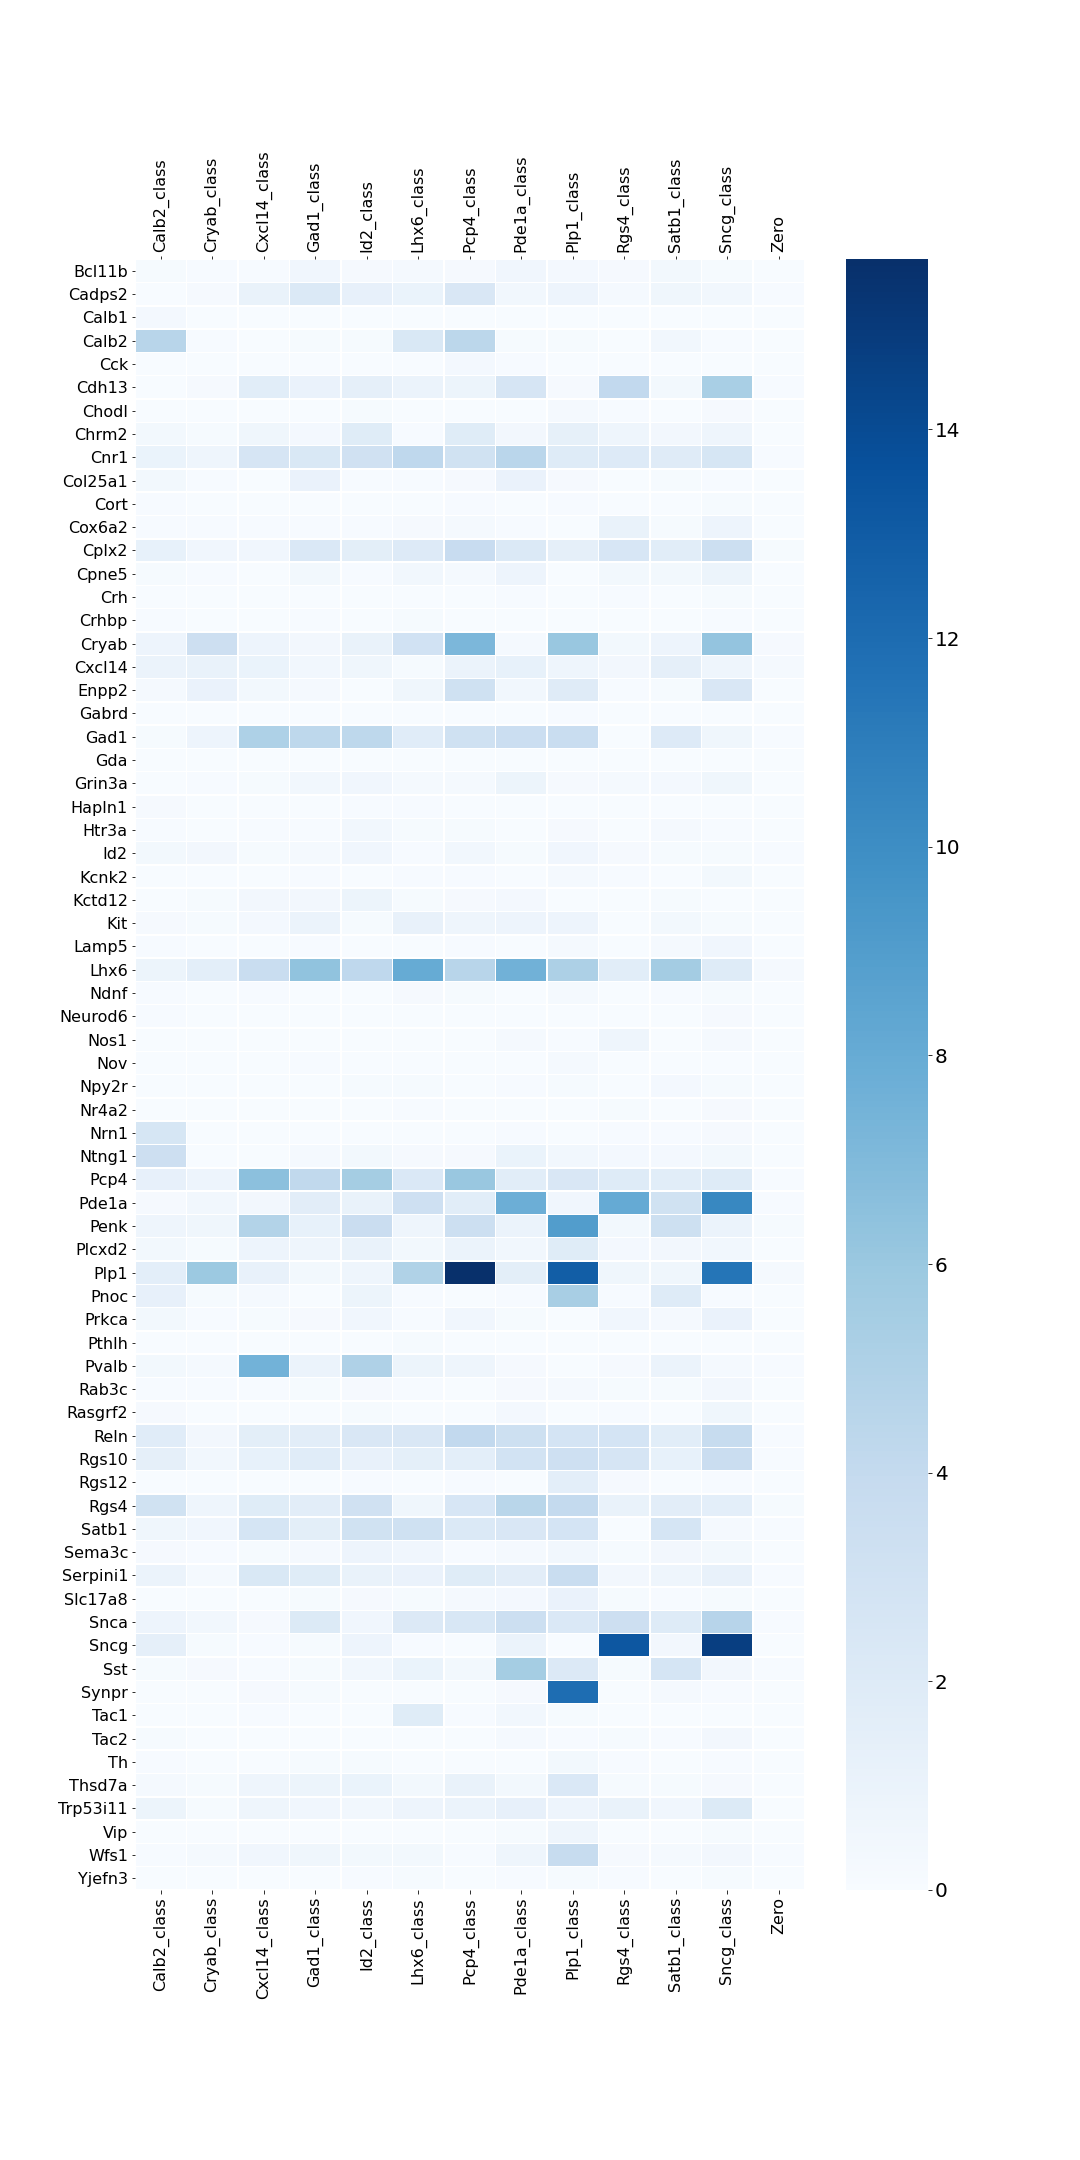 Calb2_class
Cryab_class
Cxcl14_class
Gad1_class
Id2_class
Lhx6_class
Pcp4_class
Pde1a_class
Plp1_class
Rgs4_class
Satb1_class
Sncg_class
Zero
Bcl11b
Cadps2
Calb1
Calb2
Cck
Cdh13
Chodl
Chrm2
Cnr1
Col25a1
Cort
Cox6a2
Cplx2
Cpne5
Crh
Crhbp
Cryab
Cxcl14
Enpp2
Gabrd
Gad1
Gda
Grin3a
Hapln1
Htr3a
Id2
Kcnk2
Kctd12
Kit
Lamp5
Lhx6
Ndnf
Neurod6
Nos1
Nov
Npy2r
Nr4a2
Nrn1
Ntng1
Pcp4
Pde1a
Penk
Plcxd2
Plp1
Pnoc
Prkca
Pthlh
Pvalb
Rab3c
Rasgrf2
Reln
Rgs10
Rgs12
Rgs4
Satb1
Sema3c
Serpini1
Slc17a8
Snca
Sncg
Sst
Synpr
Tac1
Tac2
Th
Thsd7a
Trp53i11
Vip
Wfs1
Yjefn3
Calb2_class
Cryab_class
Cxcl14_class
Gad1_class
Id2_class
Lhx6_class
Pcp4_class
Pde1a_class
Plp1_class
Rgs4_class
Satb1_class
Sncg_class
Zero
14
12
10
8
6
4
2
0